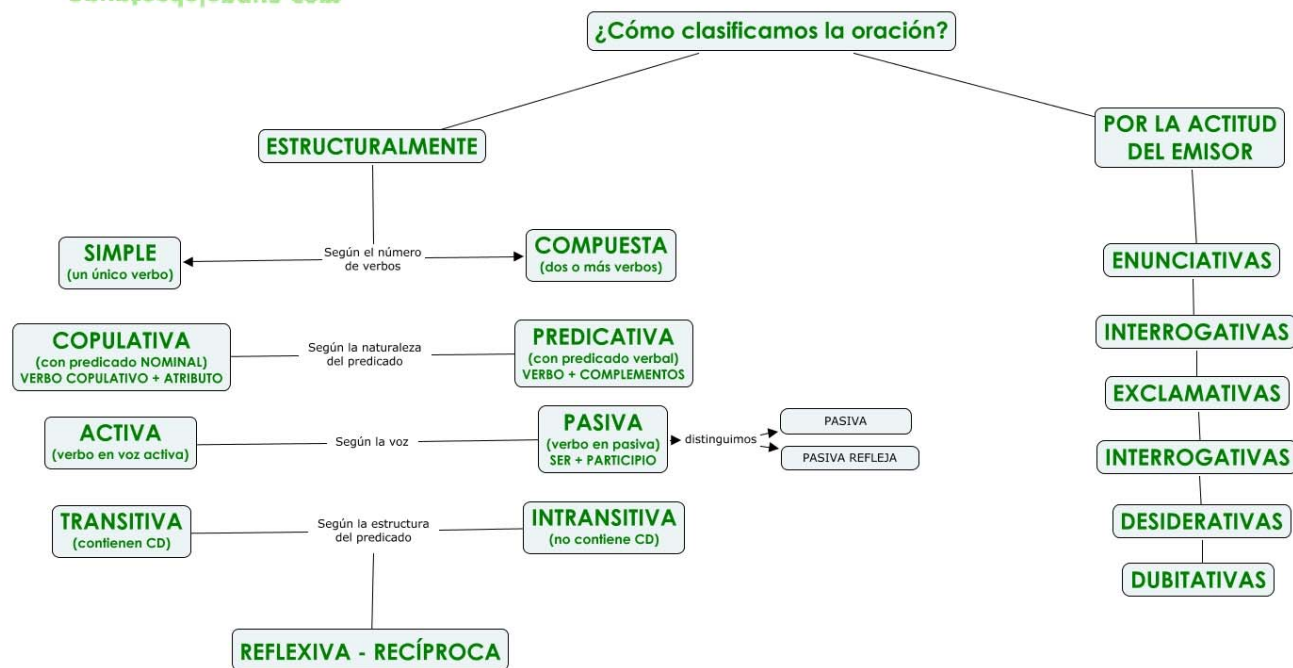 ¿Cómo clasificamos la oración?
ESTRUCTURALMENTE
POR LA ACTITUD
DEL EMISOR
SIMPLE
(un único verbo)
Según el número
de verbos
COMPUESTA
(dos o más verbos)
COPULATIVA
(con predicado NOMINAL)
VERBO COPULATIVO + ATRIBUTO
Según la naturaleza
del predicado
PREDICATIVA
(con predicado verbal)
VERBO + COMPLEMENTOS
ACTIVA
(verbo en voz activa)
Según la voz
PASIVA
(verbo en pasiva)
SER + PARTICIPIO
distinguimos
PASIVA
PASIVA REFLEJA
TRANSITIVA
(contienen CD)
Según la estructura
del predicado
INTRANSITIVA
(no contiene CD)
REFLEXIVA - RECÍPROCA
ENUNCIATIVAS
INTERROGATIVAS
EXCLAMATIVAS
INTERROGATIVAS
DESIDERATIVAS
DUBITATIVAS